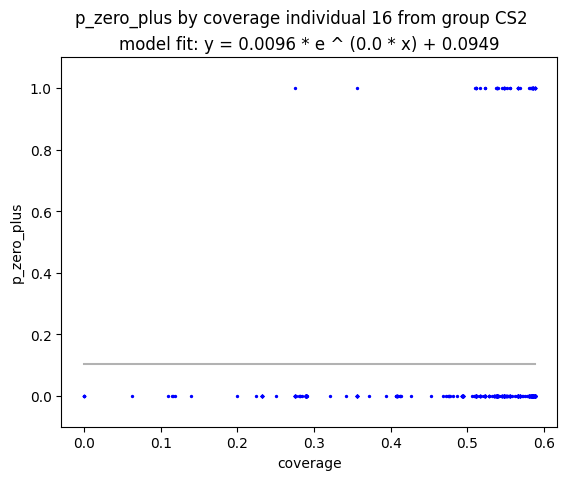 p_zero_plus by coverage individual 16 from group CS2
model fit: y = 0.0096 * e ^ (0.0 * x) + 0.0949
1.0
0.8
0.6
0.4
0.2
0.0
p_zero_plus
0.0 0.1 0.2 0.3 0.4 0.5 0.6
coverage